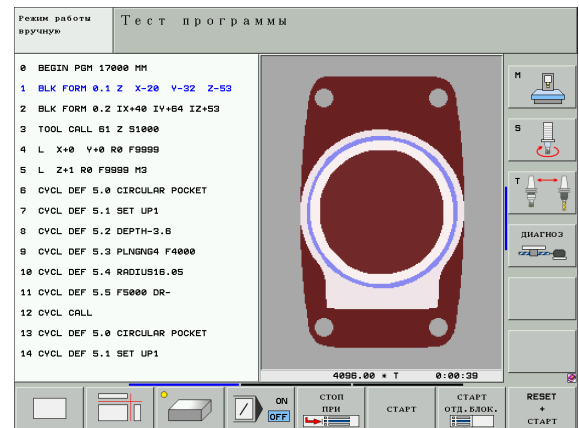 Режим работы
вручную
Тест программы
0 BEGIN PGM 17000 MM
1 BLK FORM 0.1 Z X-20 Y-32 Z-53
2 BLK FORM 0.2 IX+40 IY+64 IZ+53
3 TOOL CALL 61 Z S1000
4 L X+0 Y+0 R0 F9999
5 L Z+1 R0 F9999 M3
6 CYCL DEF 5.0 CIRCULAR POCKET
7 CYCL DEF 5.1 SET UP1
8 CYCL DEF 5.2 DEPTH-3.6
9 CYCL DEF 5.3 PLNGNG4 F4000
10 CYCL DEF 5.4 RADIUS16.05
11 CYCL DEF 5.5 F5000 DR-
12 CYCL CALL
13 CYCL DEF 5.0 CIRCULAR POCKET
14 CYCL DEF 5.1 SET UP1
4096.00 * T 0:00:39
M
S
T
ДИАГНОЗ
ON
OFF
СТОП
ПРИ
СТАРТ
СТАРТ
ОТД.БЛОК.
RESET
+
СТАРТ